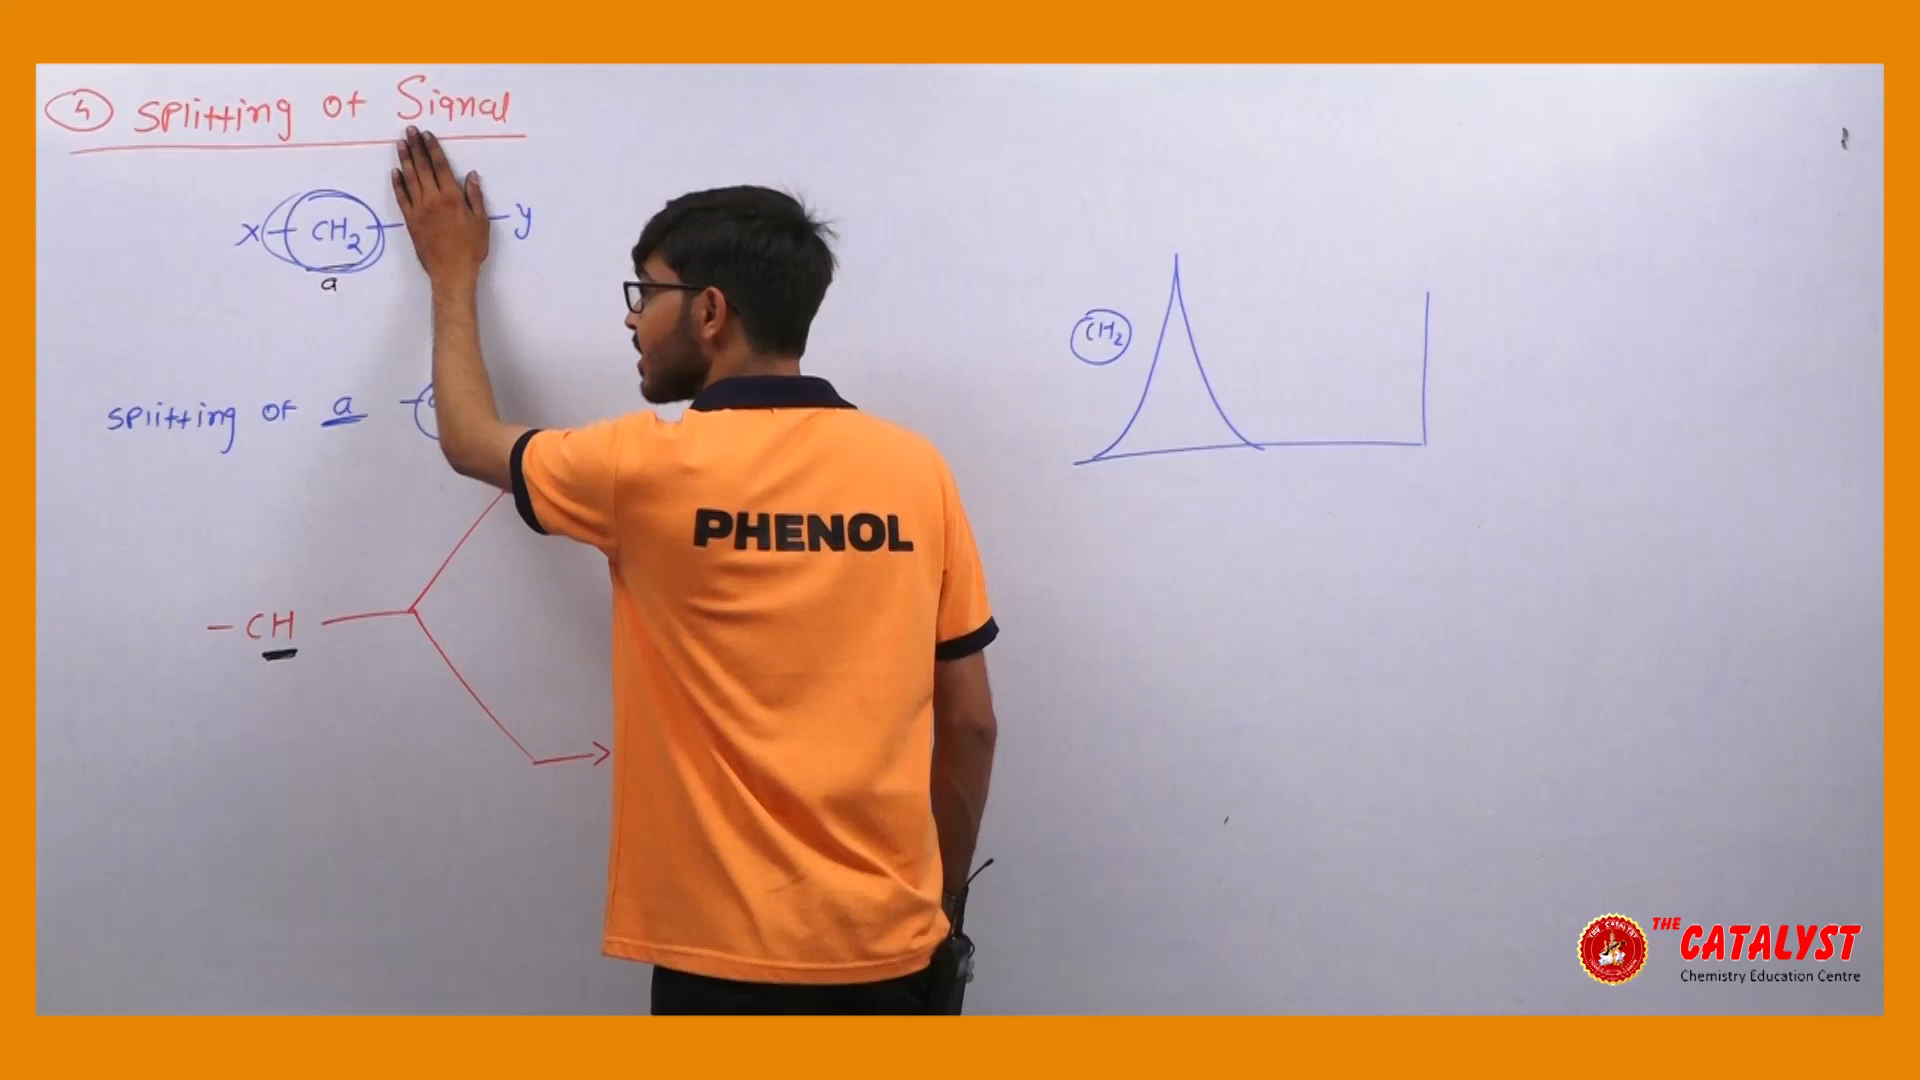 4 Splitting of Signal
x - CH2 - - y
a
splitting of a -
- CH
CH2
PHENOL
THE CATALYST
Chemistry Education Centre